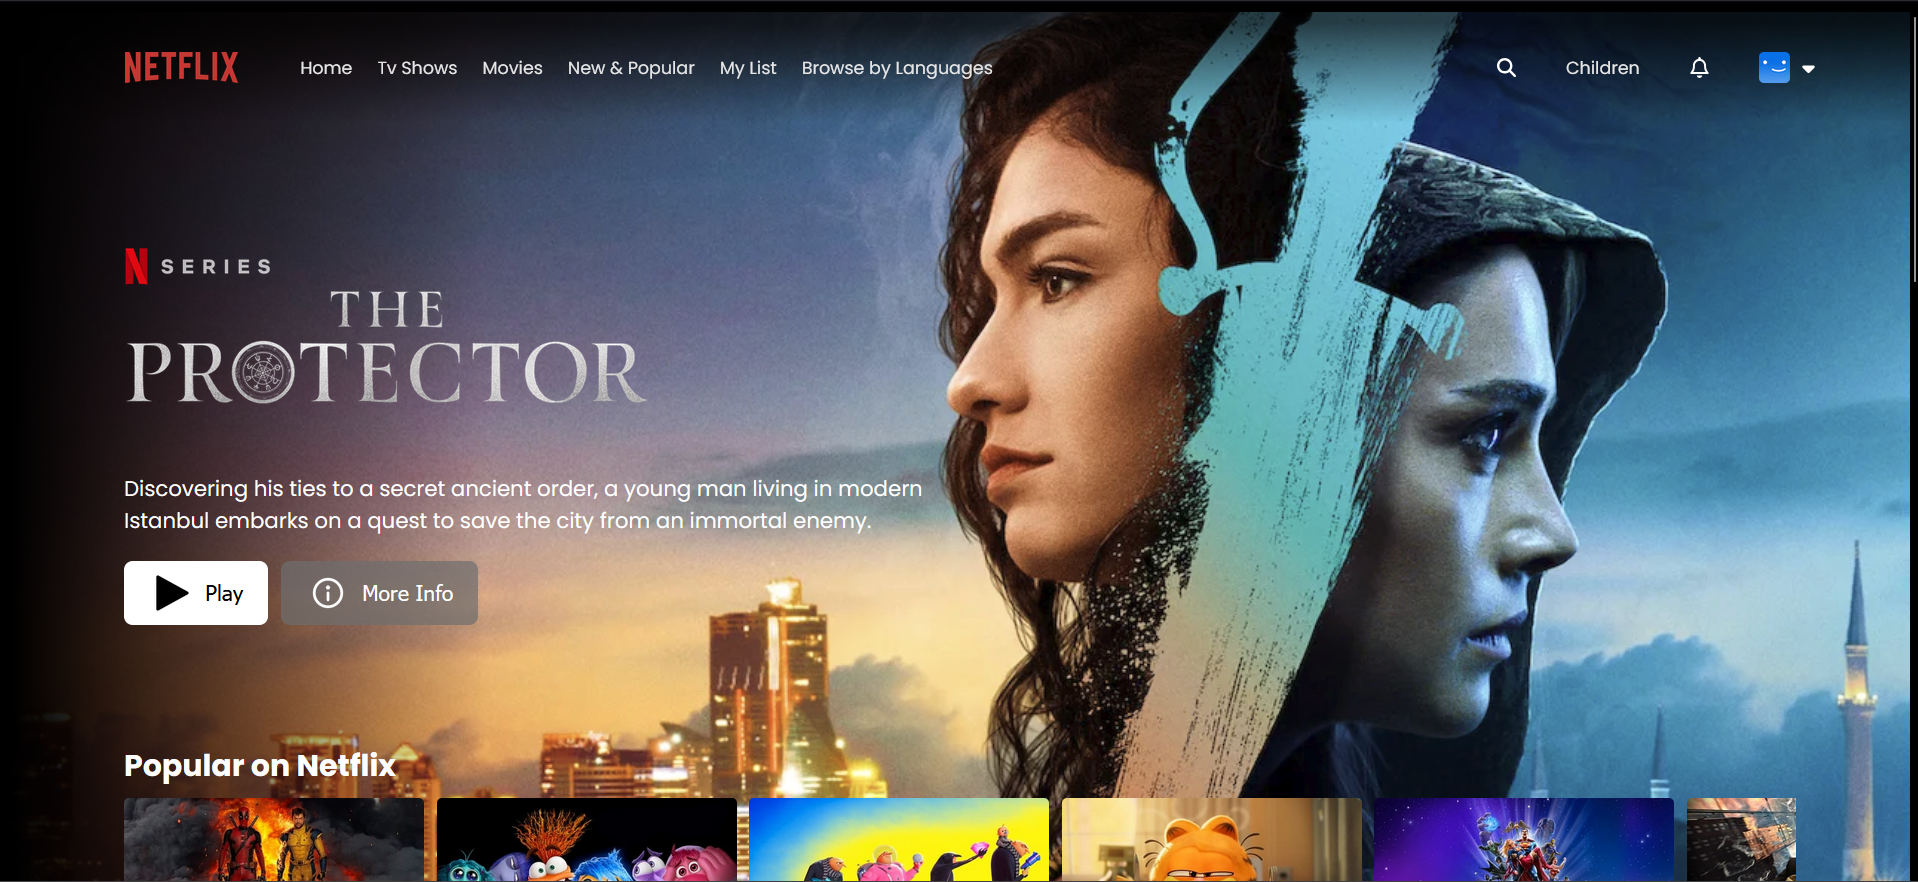 NETFLIX
Home Tv Shows Movies New & Popular My List Browse by Languages
Children
N SERIES
THE
PROTECTOR
Discovering his ties to a secret ancient order, a young man living in modern
Istanbul embarks on a quest to save the city from an immortal enemy.
Play
More Info
Popular on Netflix